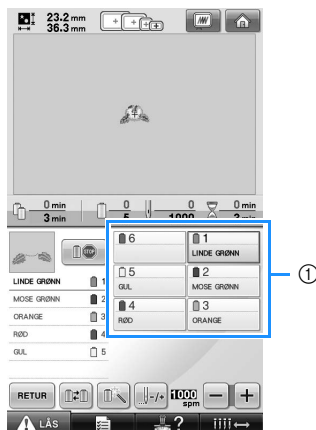 23.2 mm
36.3 mm
0 min
3 min
0
5
0
1000
0 min
3 min
6
1
LINDE GRØNN
5
GUL
2
MOSE GRØNN
4
RØD
3
ORANGE
①
LINDE GRØNN 1
MOSE GRØNN 2
ORANGE 3
RØD 4
GUL 5
RETUR
-/+
1000
spm
− +
LÅS
?